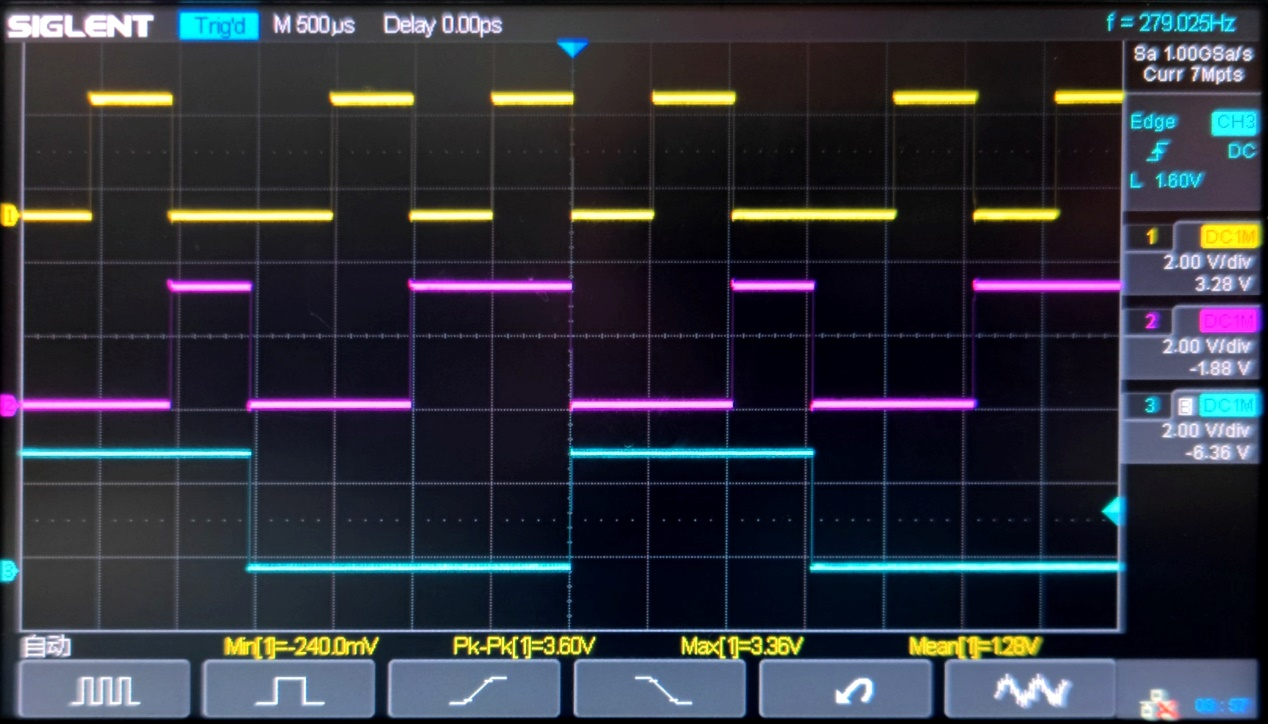 SIGLENT Trig'd M 500µs Delay 0.00ps f = 279.025Hz
Sa 1.00GSa/s
Curr 7Mpts
Edge CH3
DC
L 1.60V
1 DC1M
2.00 V/div
3.28 V
2 DC1M
2.00 V/div
-1.88 V
3 B DC1M
2.00 V/div
-6.36 V
1
2
自动 Min[1]=-240.0mV Pk-Pk[1]=3.60V Max[1]=3.36V Mean[1]=1.28V